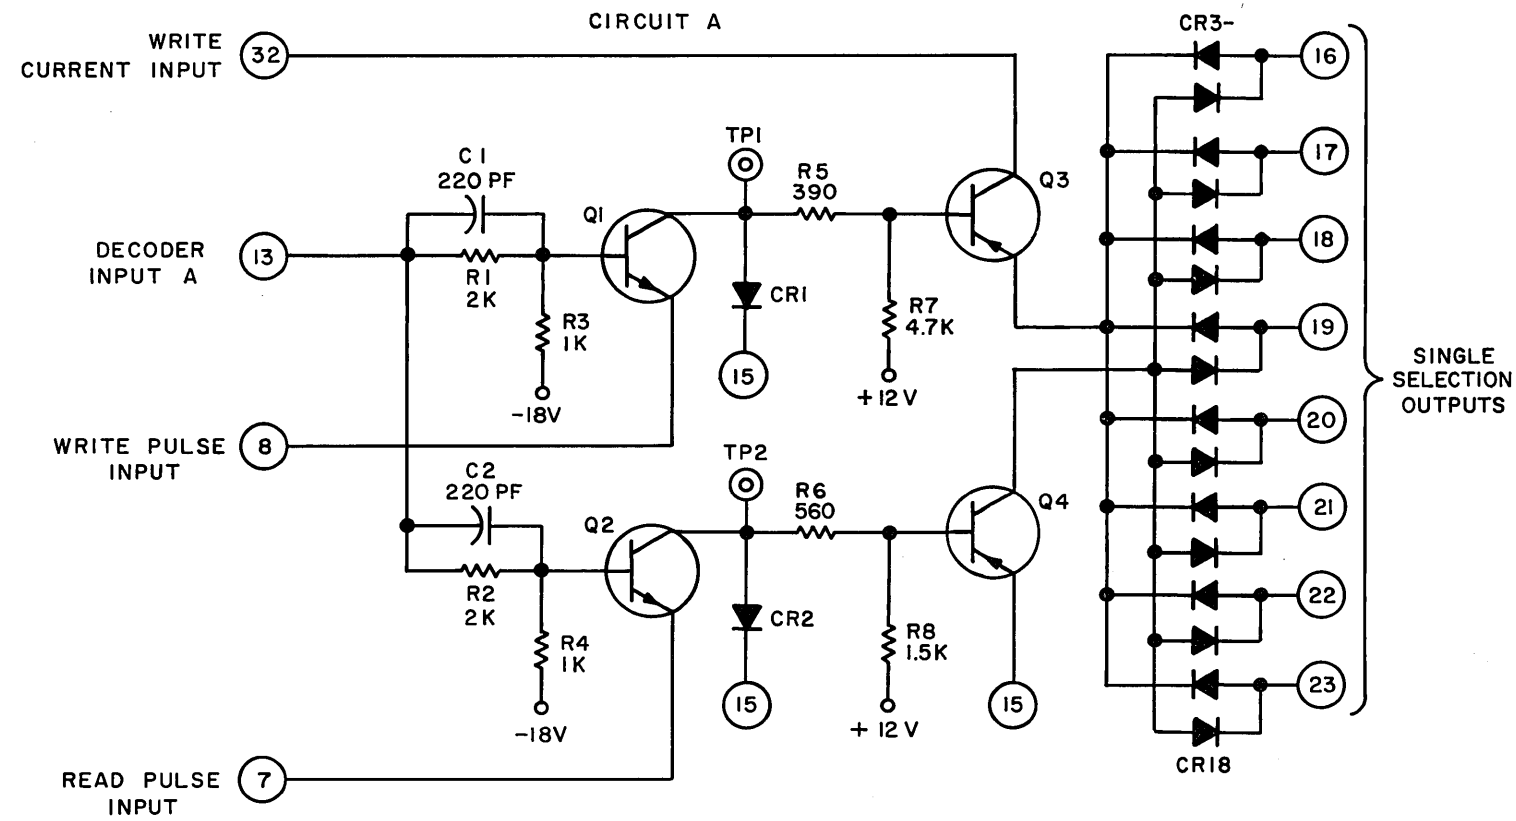 CIRCUIT A
WRITE
CURRENT INPUT
32
CR3-
16
17
18
19
20
21
22
23
CR18
SINGLE
SELECTION
OUTPUTS
DECODER
INPUT A
13
C1
220 PF
R1
2K
R3
1K
-18V
Q1
TP1
CR1
15
R5
390
R7
4.7K
+12V
Q3
WRITE PULSE
INPUT
8
C2
220 PF
R2
2K
R4
1K
-18V
Q2
TP2
CR2
15
R6
560
R8
1.5K
+ 12 V
Q4
15
READ PULSE
INPUT
7